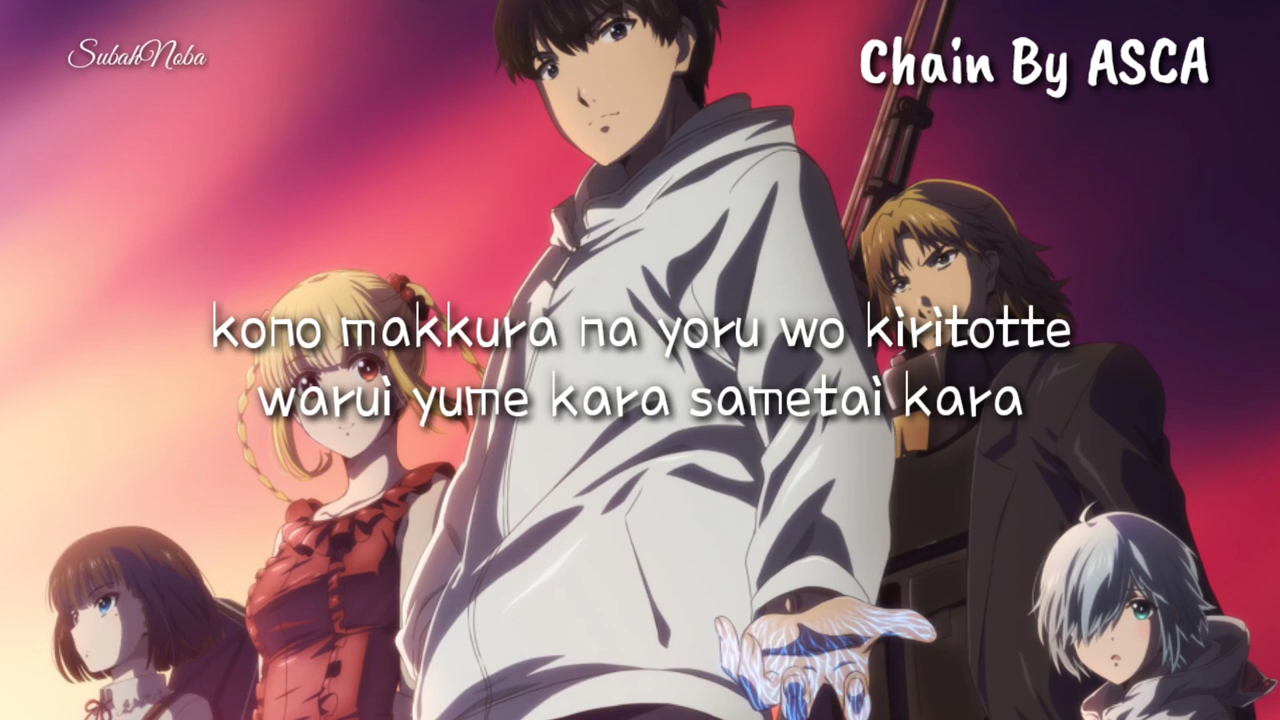 SubahNoba
Chain By ASCA
kono makkura na yoru wo kiritotte
warui yume kara sametai kara